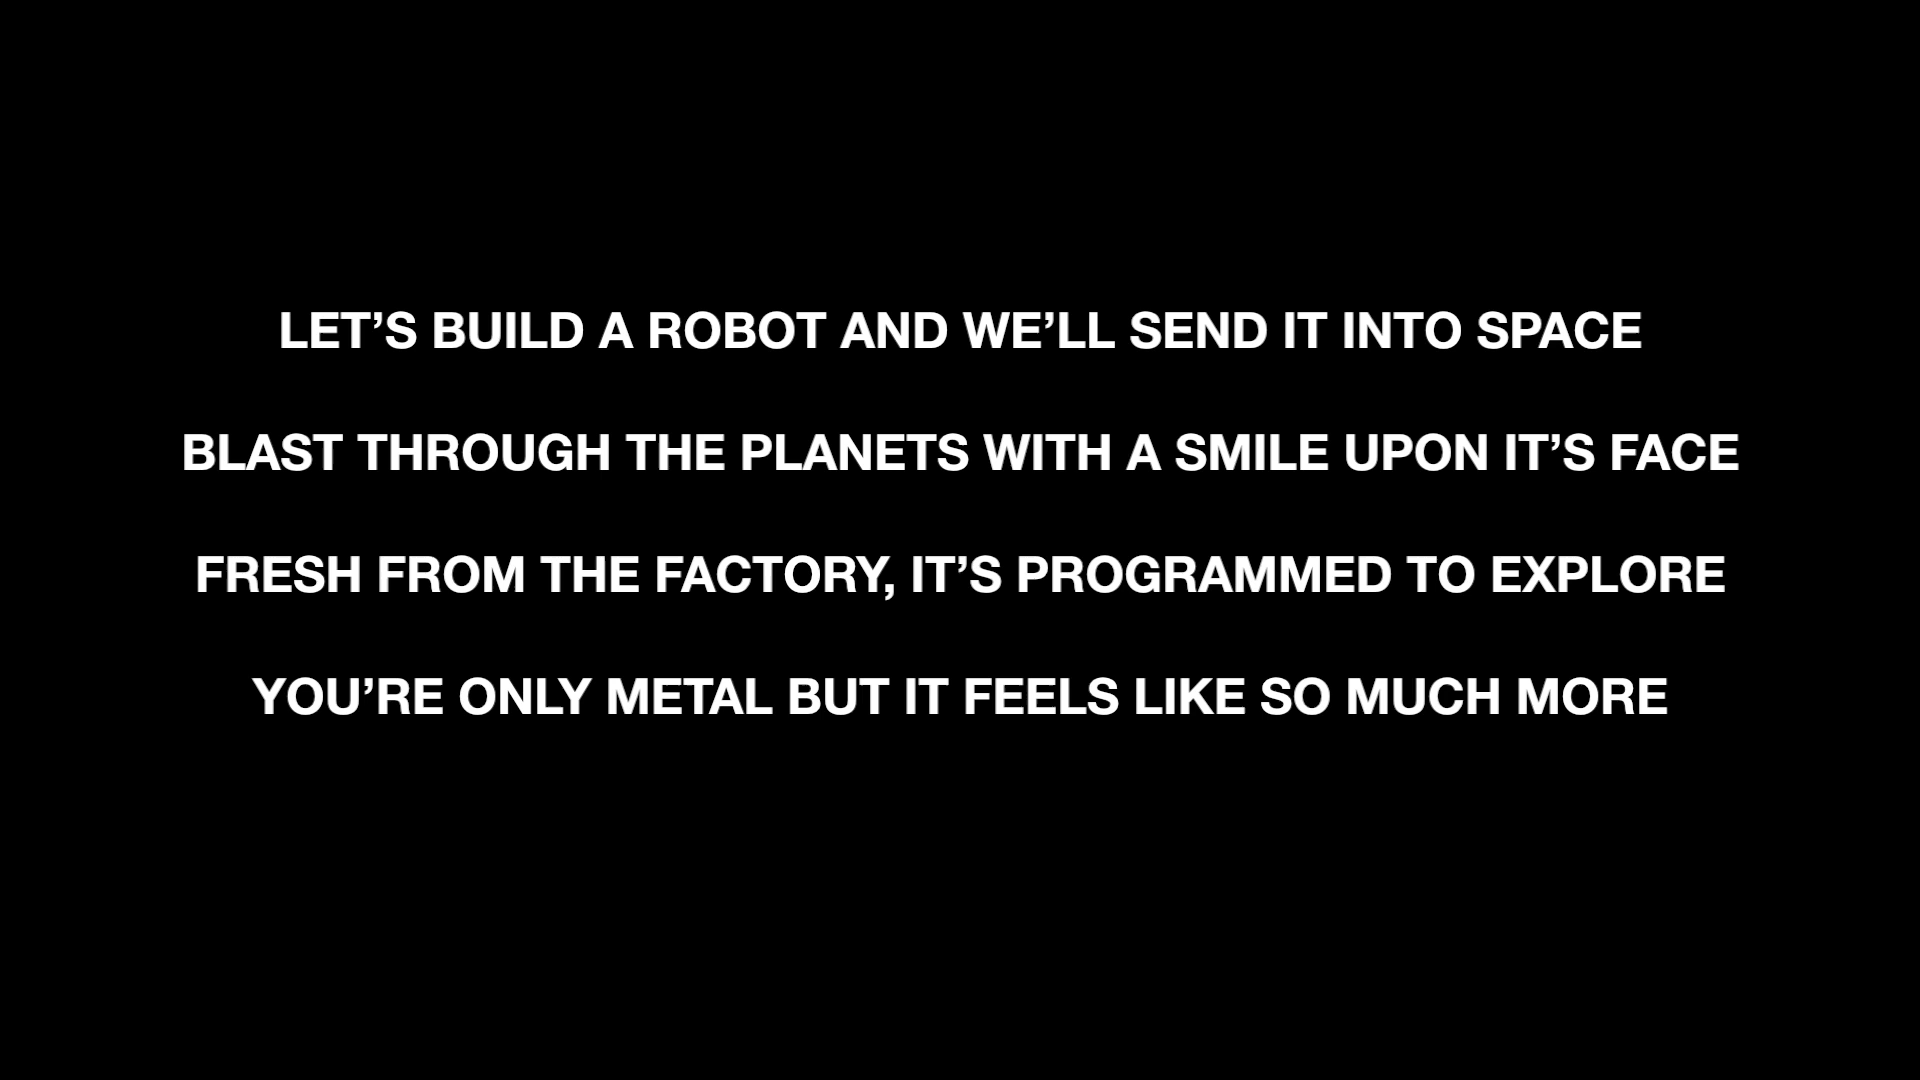 LET’S BUILD A ROBOT AND WE’LL SEND IT INTO SPACE
BLAST THROUGH THE PLANETS WITH A SMILE UPON IT’S FACE
FRESH FROM THE FACTORY, IT’S PROGRAMMED TO EXPLORE
YOU’RE ONLY METAL BUT IT FEELS LIKE SO MUCH MORE